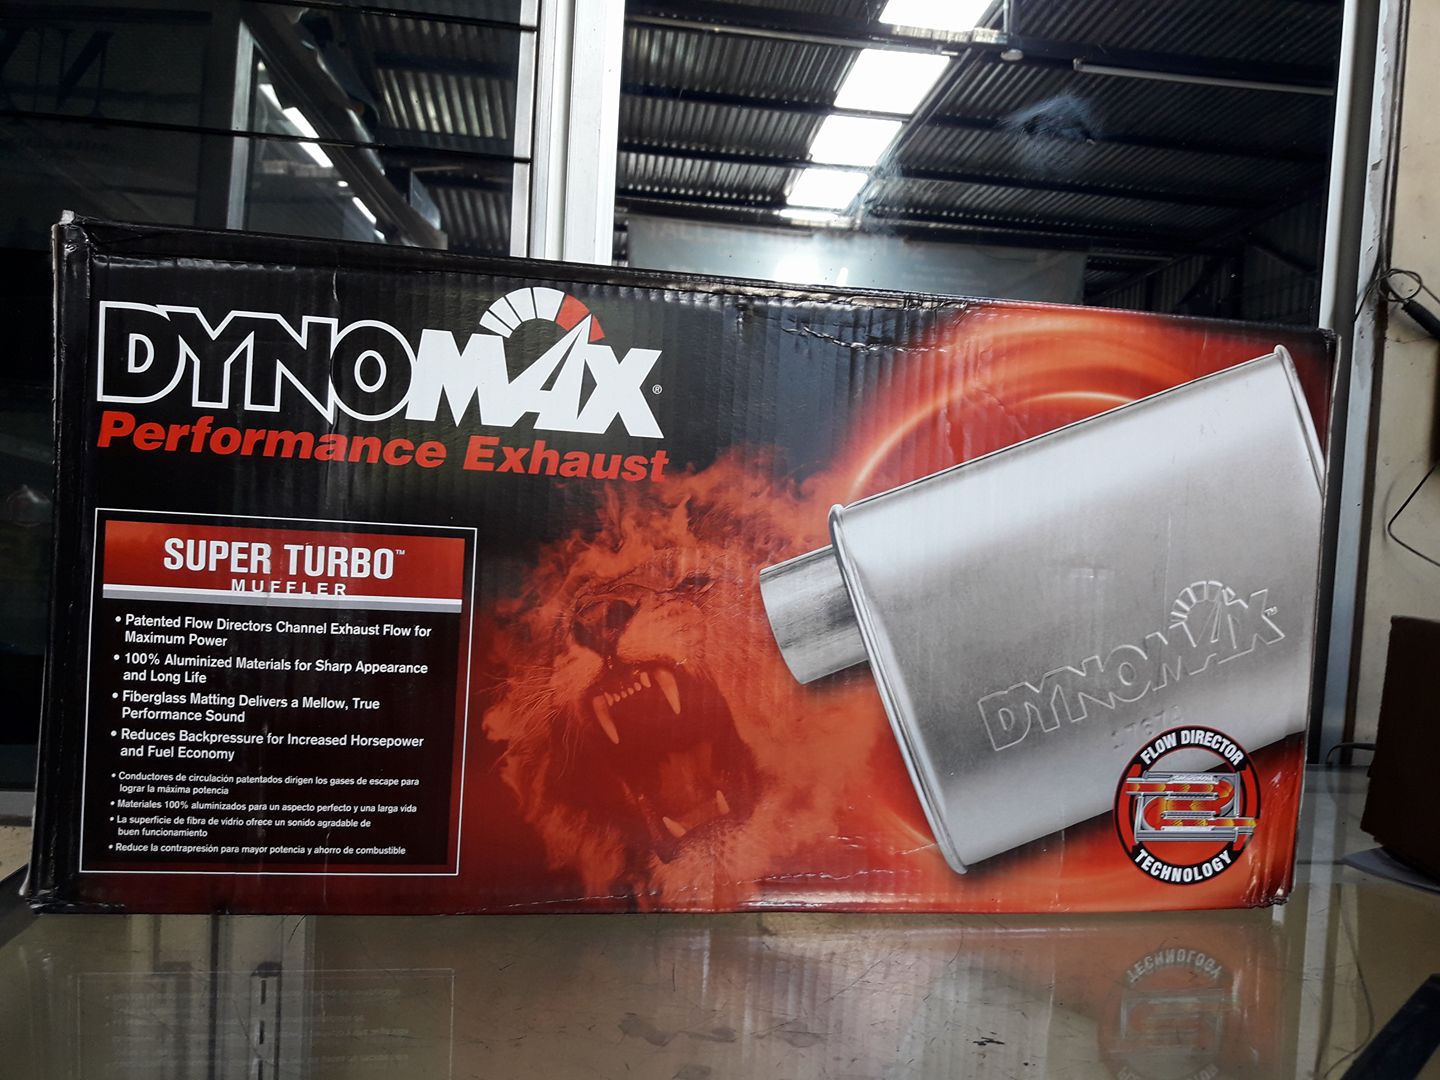 DYNOMAX®
Performance Exhaust
SUPER TURBO™
MUFFLER
• Patented Flow Directors Channel Exhaust Flow for
Maximum Power
• 100% Aluminized Materials for Sharp Appearance
and Long Life
• Fiberglass Matting Delivers a Mellow, True
Performance Sound
• Reduces Backpressure for Increased Horsepower
and Fuel Economy
• Conductores de circulación patentados dirigen los gases de escape para
lograr la máxima potencia
• Materiales 100% aluminizados para un aspecto perfecto y una larga vida
• La superficie de fibra de vidrio ofrece un sonido agradable de
buen funcionamiento
• Reduce la contrapresión para mayor potencia y ahorro de combustible
DYNOMAX™
FLOW DIRECTOR
TECHNOLOGY